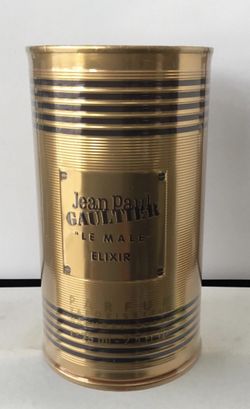 Jean Paul
GAULTIER
"LE MALE"
ELIXIR
PARFUM